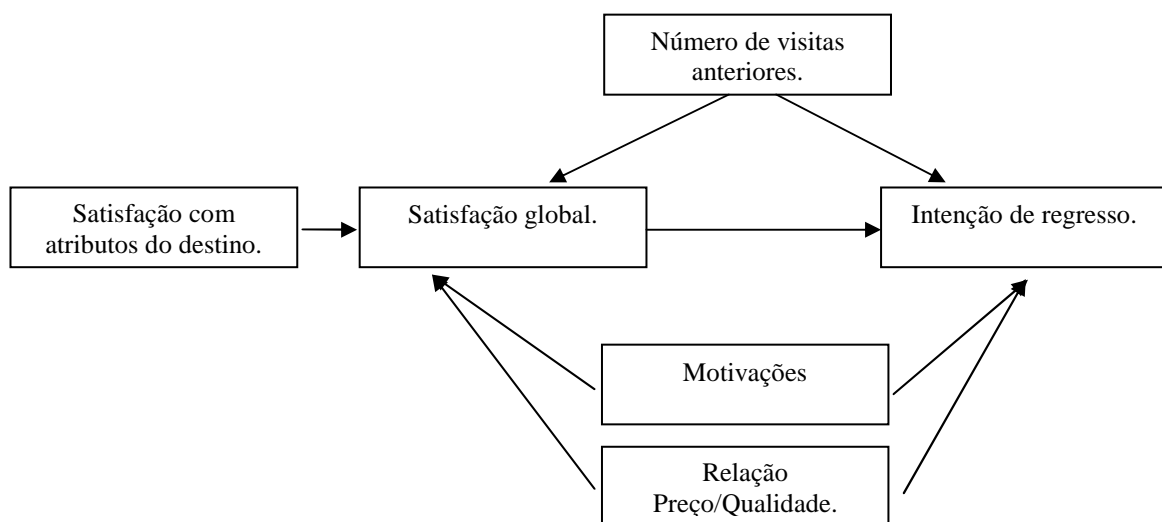 Número de visitas
anteriores.
Satisfação com
atributos do destino.
Satisfação global.
Intenção de regresso.
Motivações
Relação
Preço/Qualidade.